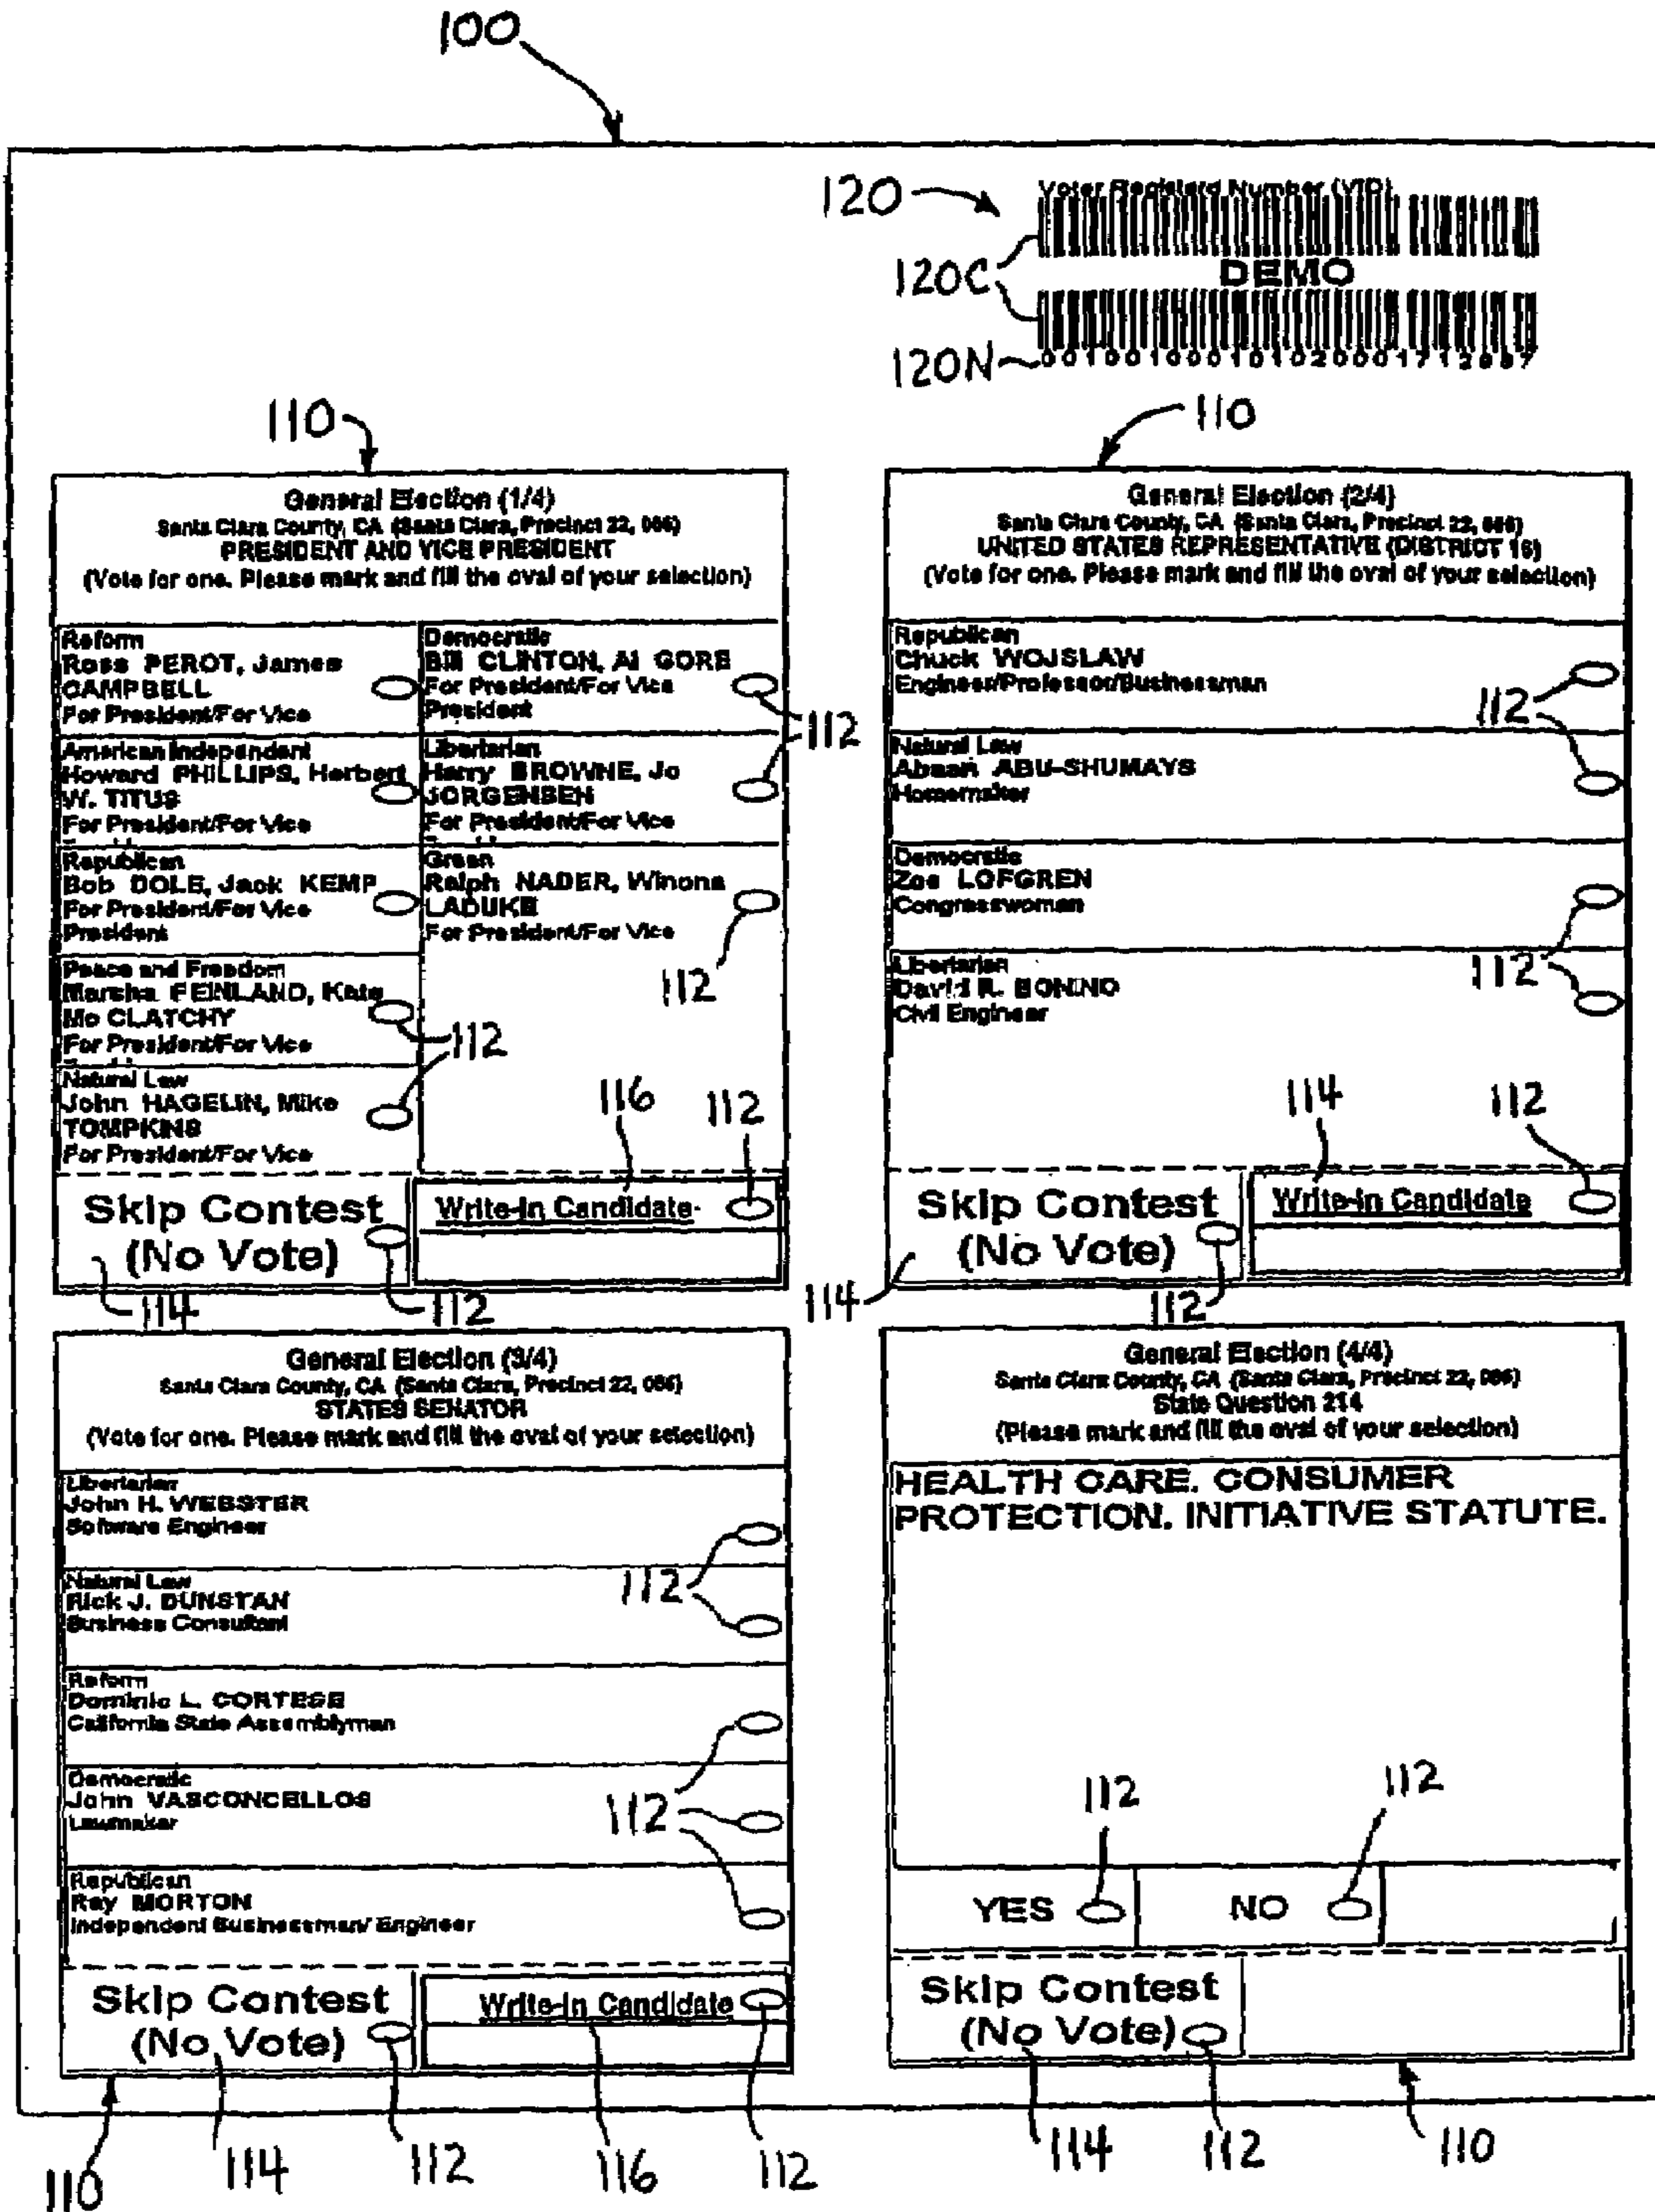 100
120
Voter Registerd Number (VID)
120C
DEMO
120N
110
General Election (1/4)
Santa Clara County, CA (Santa Clara, Precinct 22, 066)
PRESIDENT AND VICE PRESIDENT
(Vote for one. Please mark and fill the oval of your selection)
Reform
Ross PEROT, James
CAMPBELL
For President/For Vice
Democratic
Bill CLINTON, Al GORE
For President/For Vice
President
112
American Independent
Howard PHILLIPS, Herbert
W. TITUS
For President/For Vice
Libertarian
Harry BROWNE, Jo
JORGENSEN
For President/For Vice
Republican
Bob DOLE, Jack KEMP
For President/For Vice
President
Green
Ralph NADER, Winona
LADUKE
For President/For Vice
112
Peace and Freedom
Marsha FEINLAND, Kate
Mc CLATCHY
For President/For Vice
112
Natural Law
John HAGELIN, Mike
TOMPKINS
For President/For Vice
116
112
Skip Contest
(No Vote)
Write-In Candidate
114
112
110
General Election (2/4)
Santa Clara County, CA (Santa Clara, Precinct 22, 066)
UNITED STATES REPRESENTATIVE (DISTRICT 16)
(Vote for one. Please mark and fill the oval of your selection)
Republican
Chuck WOJSLAW
Engineer/Professor/Businessman
112
Natural Law
Abaan ABU-SHUMAYS
Homemaker
Democratic
Zoe LOFGREN
Congresswoman
112
Libertarian
David R. BONINO
Civil Engineer
114
112
Skip Contest
(No Vote)
Write-in Candidate
114
112
General Election (3/4)
Santa Clara County, CA (Santa Clara, Precinct 22, 066)
STATES SENATOR
(Vote for one. Please mark and fill the oval of your selection)
Libertarian
John H. WEBSTER
Software Engineer
112
Natural Law
Rick J. DUNSTAN
Business Consultant
Reform
Dominic L. CORTESE
California State Assemblyman
Democratic
John VASCONCELLOS
Lawmaker
112
Republican
Ray MORTON
Independent Businessman/ Engineer
Skip Contest
(No Vote)
Write-In Candidate
110
114
112
116
112
General Election (4/4)
Santa Clara County, CA (Santa Clara, Precinct 22, 066)
State Question 214
(Please mark and fill the oval of your selection)
HEALTH CARE. CONSUMER
PROTECTION. INITIATIVE STATUTE.
112
112
YES
NO
Skip Contest
(No Vote)
114
112
110